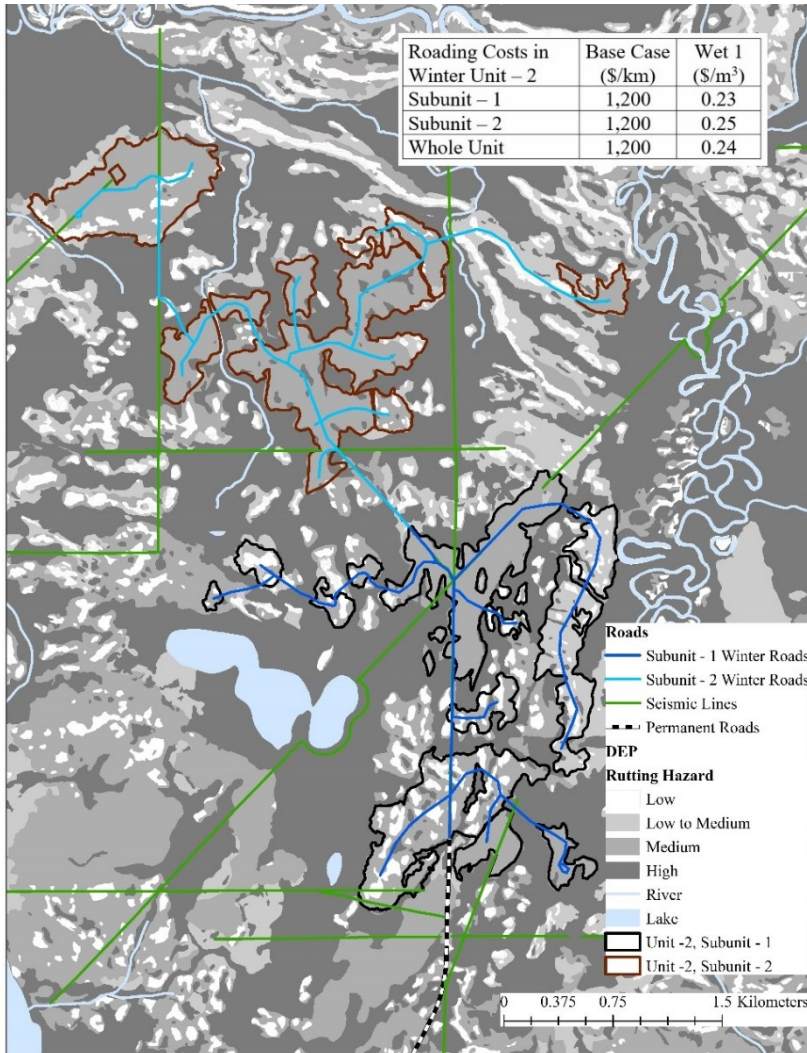 Roading Costs in Winter Unit – 2 Base Case ($/km) Wet 1 ($/m³)
Subunit – 1 1,200 0.23
Subunit – 2 1,200 0.25
Whole Unit 1,200 0.24
Roads
Subunit - 1 Winter Roads
Subunit - 2 Winter Roads
Seismic Lines
Permanent Roads
DEP
Rutting Hazard
Low
Low to Medium
Medium
High
River
Lake
Unit -2, Subunit - 1
Unit -2, Subunit - 2
0 0.375 0.75 1.5 Kilometers